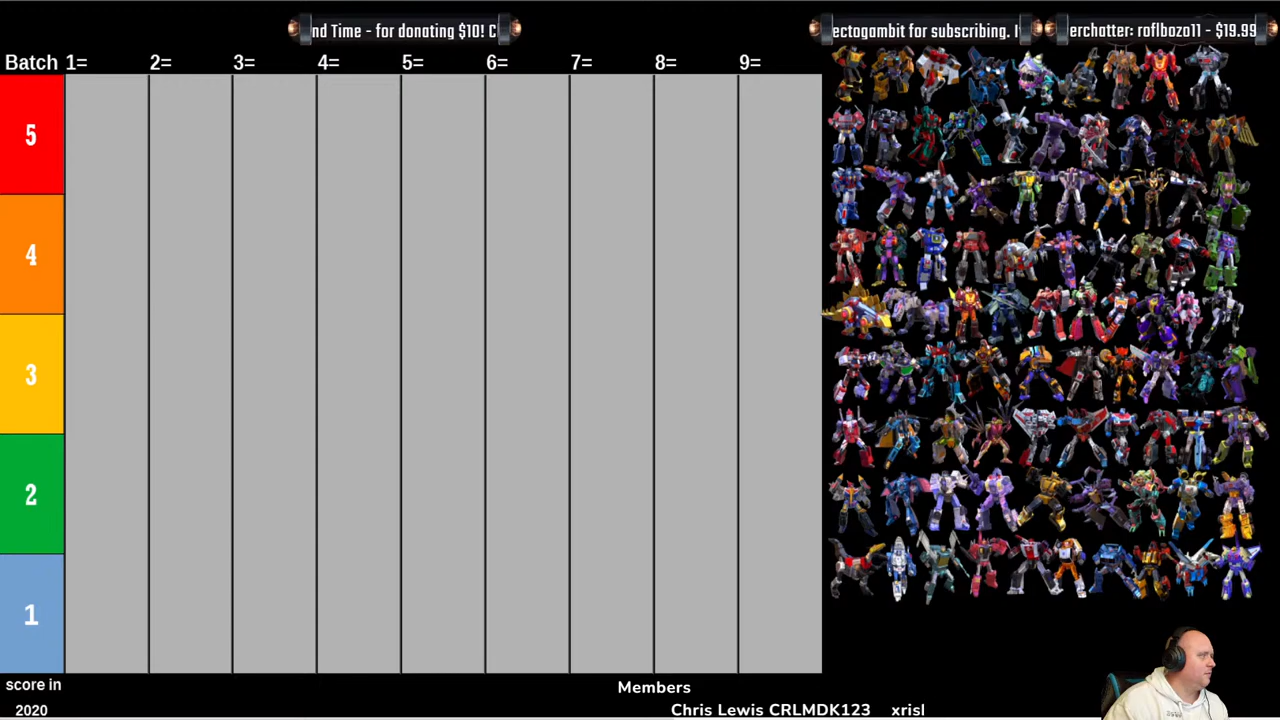 nd Time - for donating $10! C
ectogambit for subscribing. I
erchatter: roflbozo11 - $19.99
Batch 1= 2= 3= 4= 5= 6= 7= 8= 9=
5
4
3
2
1
score in
2020
Members
Chris Lewis CRLMDK123 xrisl